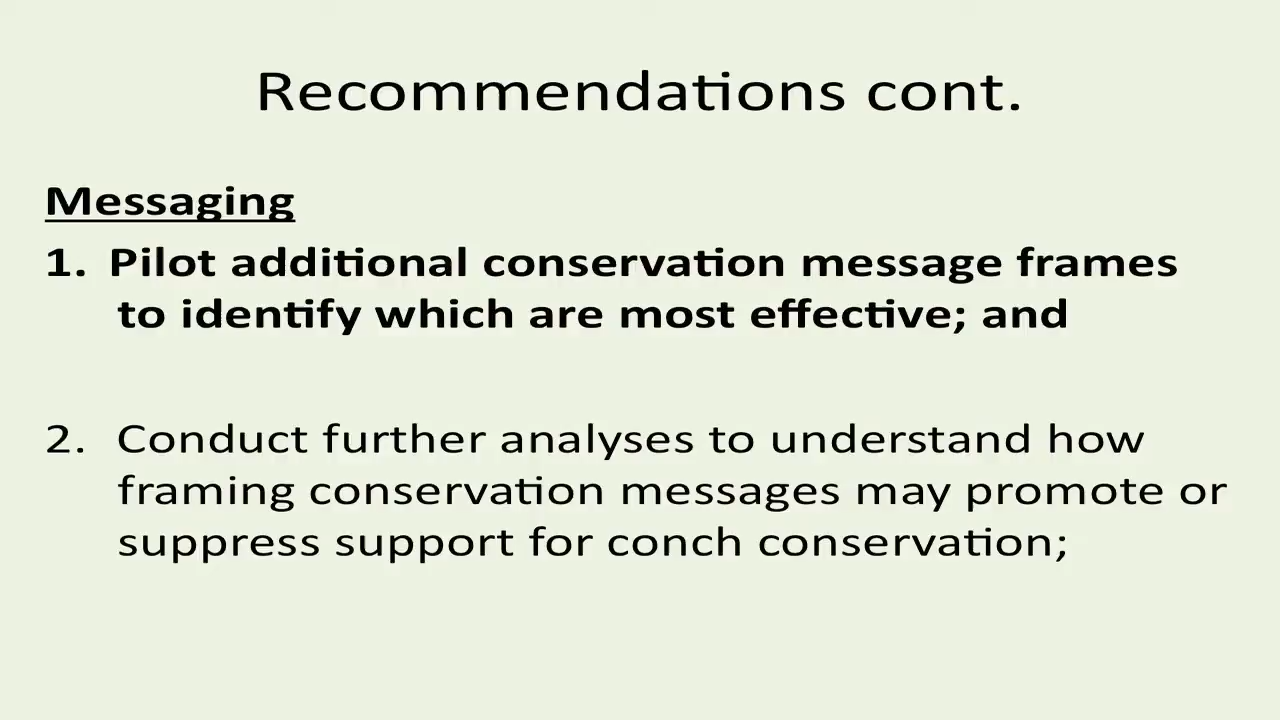 Recommendations cont.
Messaging
1. Pilot additional conservation message frames
to identify which are most effective; and
2. Conduct further analyses to understand how
framing conservation messages may promote or
suppress support for conch conservation;